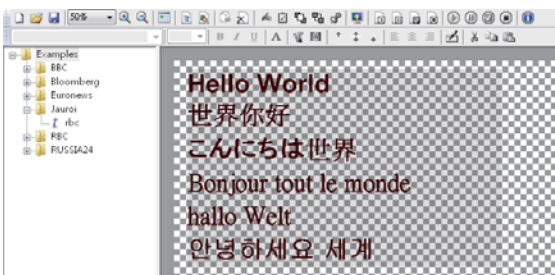 50%
B I U A
Examples
BBC
Bloomberg
Euronews
Jauroi
rbc
RBC
RUSSIA24
Hello World
世界你好
こんにちは世界
Bonjour tout le monde
hallo Welt
안녕하세요 세계